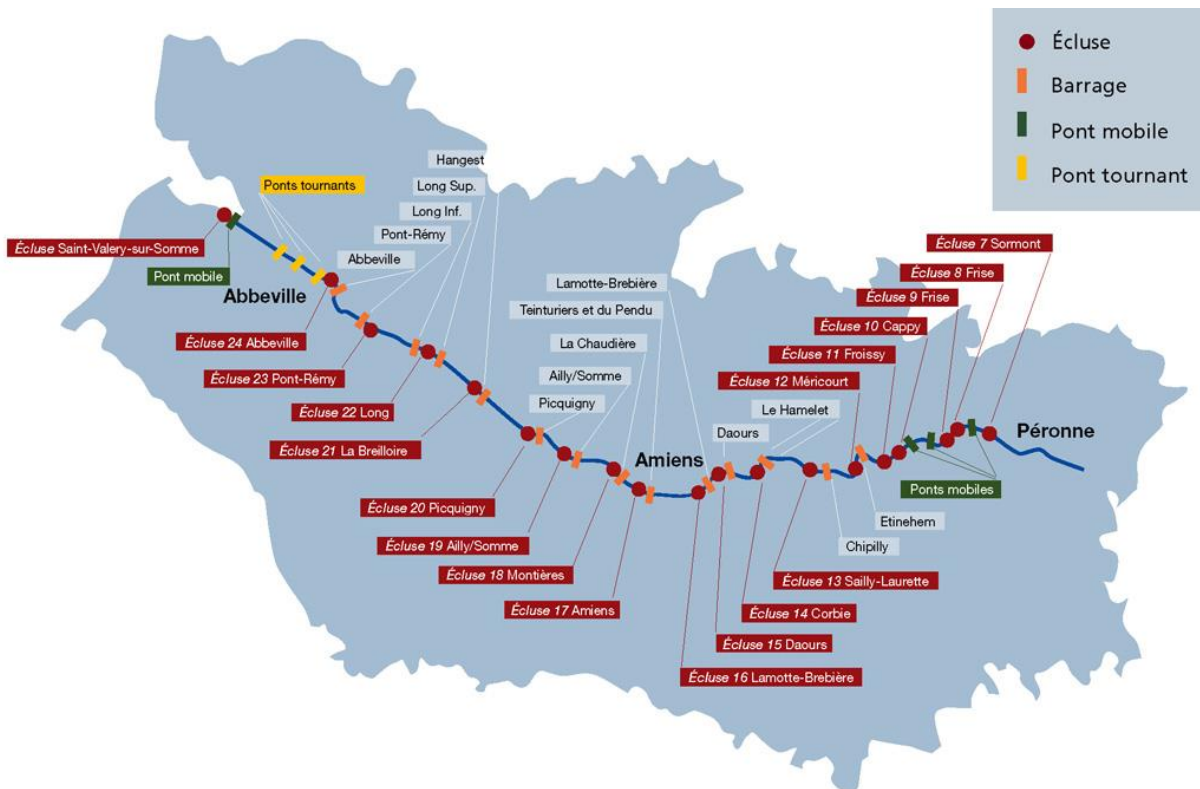 Écluse
Barrage
Pont mobile
Pont tournant
Hangest
Long Sup.
Long Inf.
Pont-Rémy
Abbeville
Ponts tournants
Écluse Saint-Valery-sur-Somme
Pont mobile
Abbeville
Écluse 24 Abbeville
Écluse 23 Pont-Rémy
Écluse 22 Long
Écluse 21 La Breilloire
Écluse 20 Picquigny
Écluse 19 Ailly/Somme
Écluse 18 Montières
Écluse 17 Amiens
Lamotte-Brebière
Teinturiers et du Pendu
La Chaudière
Ailly/Somme
Picquigny
Amiens
Daours
Le Hamelet
Écluse 7 Sormont
Écluse 8 Frise
Écluse 9 Frise
Écluse 10 Cappy
Écluse 11 Froissy
Écluse 12 Méricourt
Péronne
Ponts mobiles
Etinehem
Chipilly
Écluse 13 Sailly-Laurette
Écluse 14 Corbie
Écluse 15 Daours
Écluse 16 Lamotte-Brebière